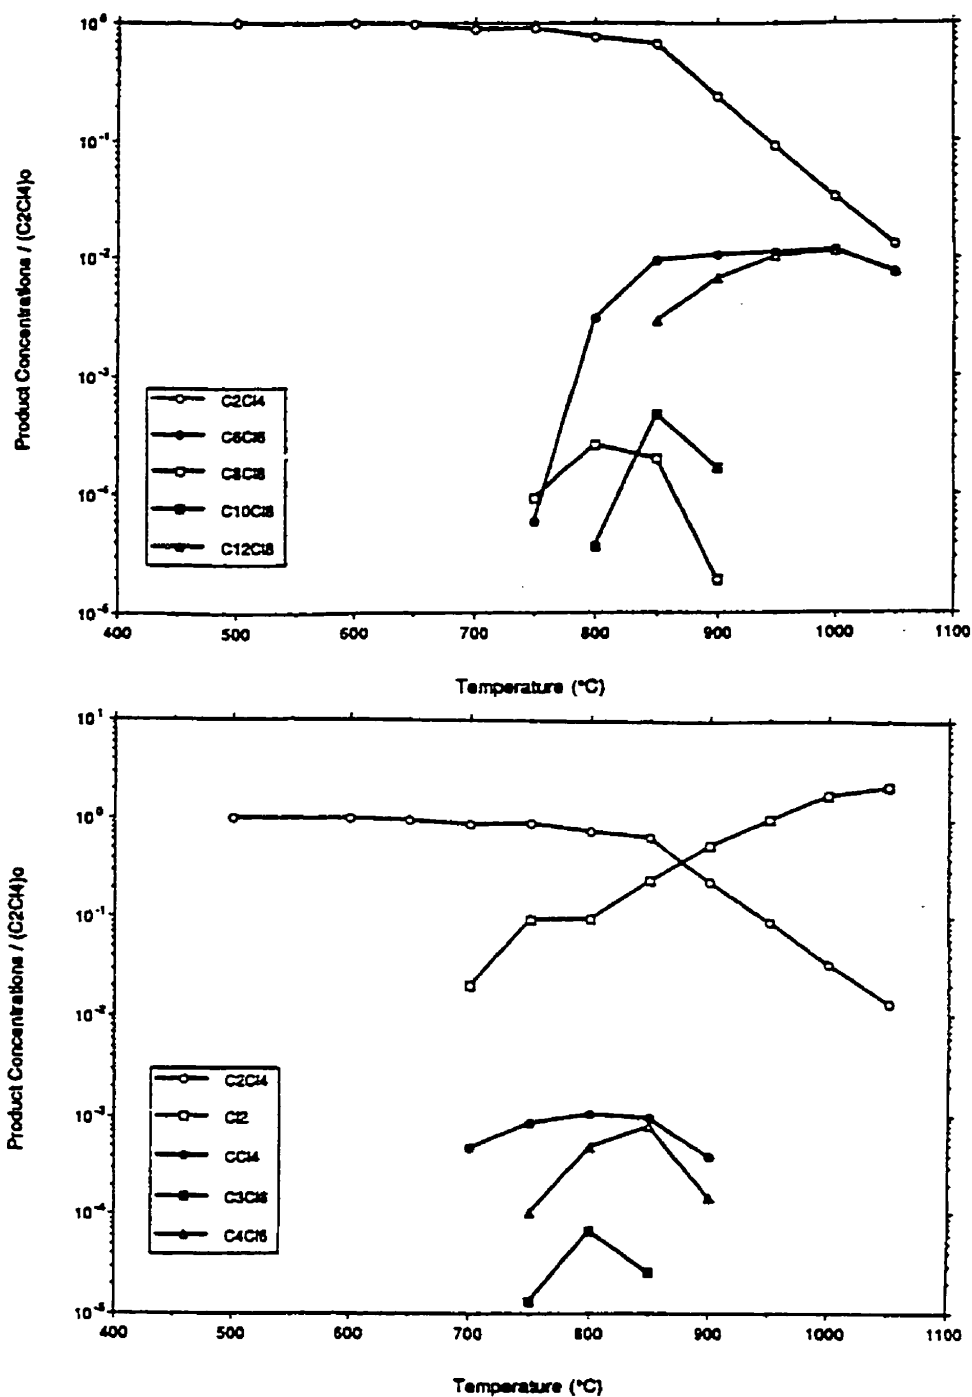 10⁰
10⁻¹
10⁻²
10⁻³
10⁻⁴
10⁻⁵
Product Concentrations / (C2Cl4)o
C2Cl4
C6Cl6
C8Cl8
C10Cl8
C12Cl8
400 500 600 700 800 900 1000 1100
Temperature (°C)
10¹
10⁰
10⁻¹
10⁻²
10⁻³
10⁻⁴
10⁻⁵
Product Concentrations / (C2Cl4)o
C2Cl4
Cl2
CCl4
C3Cl6
C4Cl6
400 500 600 700 800 900 1000 1100
Temperature (°C)